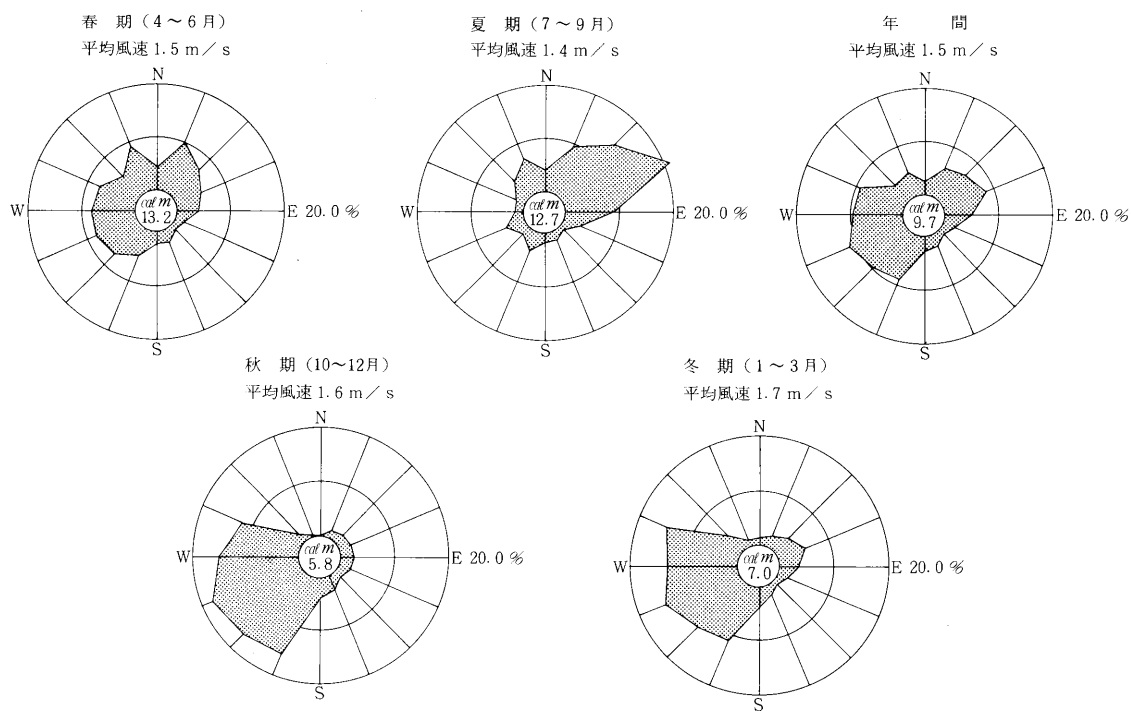 春 期 (4〜6月)
平均風速 1.5 m/s
N
W
calm
13.2
E 20.0 %
S
夏 期 (7〜9月)
平均風速 1.4 m/s
N
W
calm
12.7
E 20.0 %
S
年 間
平均風速 1.5 m/s
N
W
calm
9.7
E 20.0 %
S
秋 期 (10〜12月)
平均風速 1.6 m/s
N
W
calm
5.8
E 20.0 %
S
冬 期 (1〜3月)
平均風速 1.7 m/s
N
W
calm
7.0
E 20.0 %
S